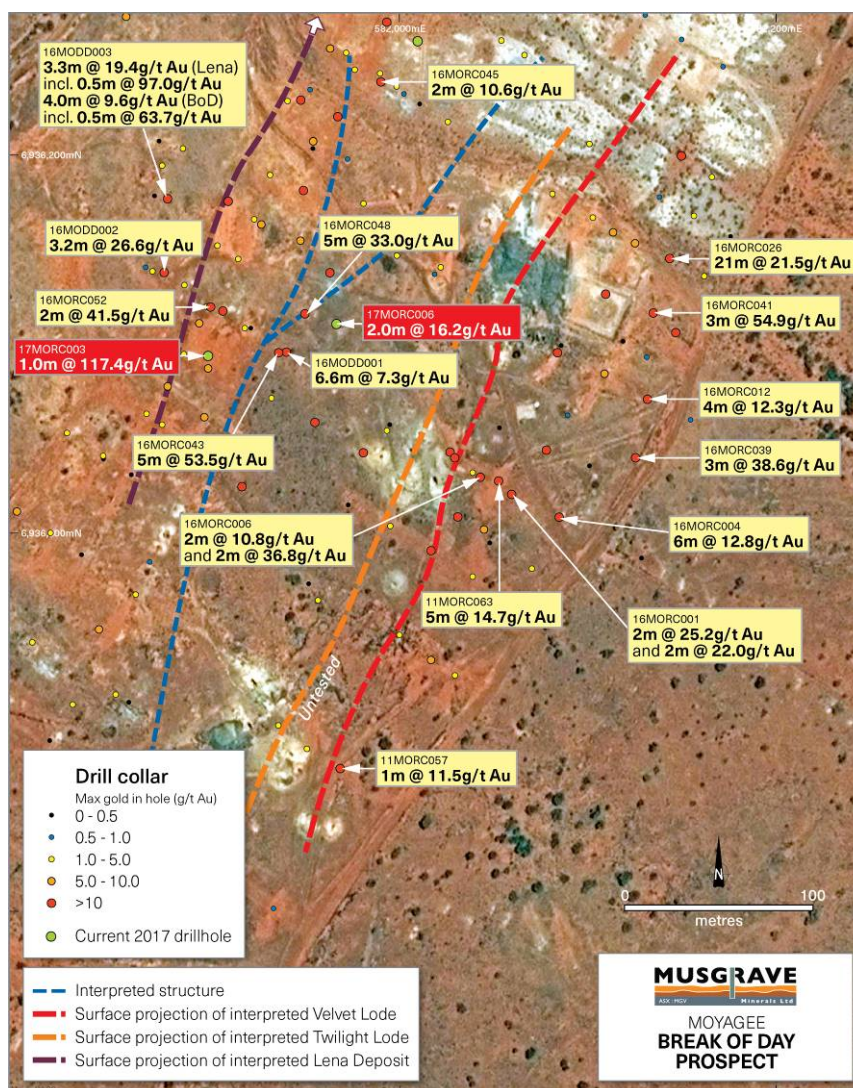 582,000mE
582,200mE
16MODD003
3.3m @ 19.4g/t Au (Lena)
incl. 0.5m @ 97.0g/t Au
4.0m @ 9.6g/t Au (BoD)
incl. 0.5m @ 63.7g/t Au
16MORC045
2m @ 10.6g/t Au
6,936,200mN
16MODD002
3.2m @ 26.6g/t Au
16MORC048
5m @ 33.0g/t Au
16MORC026
21m @ 21.5g/t Au
16MORC052
2m @ 41.5g/t Au
17MORC006
2.0m @ 16.2g/t Au
16MORC041
3m @ 54.9g/t Au
17MORC003
1.0m @ 117.4g/t Au
16MODD001
6.6m @ 7.3g/t Au
16MORC012
4m @ 12.3g/t Au
16MORC043
5m @ 53.5g/t Au
16MORC039
3m @ 38.6g/t Au
16MORC006
2m @ 10.8g/t Au
and 2m @ 36.8g/t Au
6,936,000mN
16MORC004
6m @ 12.8g/t Au
11MORC063
5m @ 14.7g/t Au
16MORC001
2m @ 25.2g/t Au
and 2m @ 22.0g/t Au
Untested
11MORC057
1m @ 11.5g/t Au
Drill collar
Max gold in hole (g/t Au)
0 - 0.5
0.5 - 1.0
1.0 - 5.0
5.0 - 10.0
>10
Current 2017 drillhole
N
0 100
metres
Interpreted structure
Surface projection of interpreted Velvet Lode
Surface projection of interpreted Twilight Lode
Surface projection of interpreted Lena Deposit
MUSGRAVE
ASX : MGV Minerals Ltd
MOYAGEE
BREAK OF DAY
PROSPECT